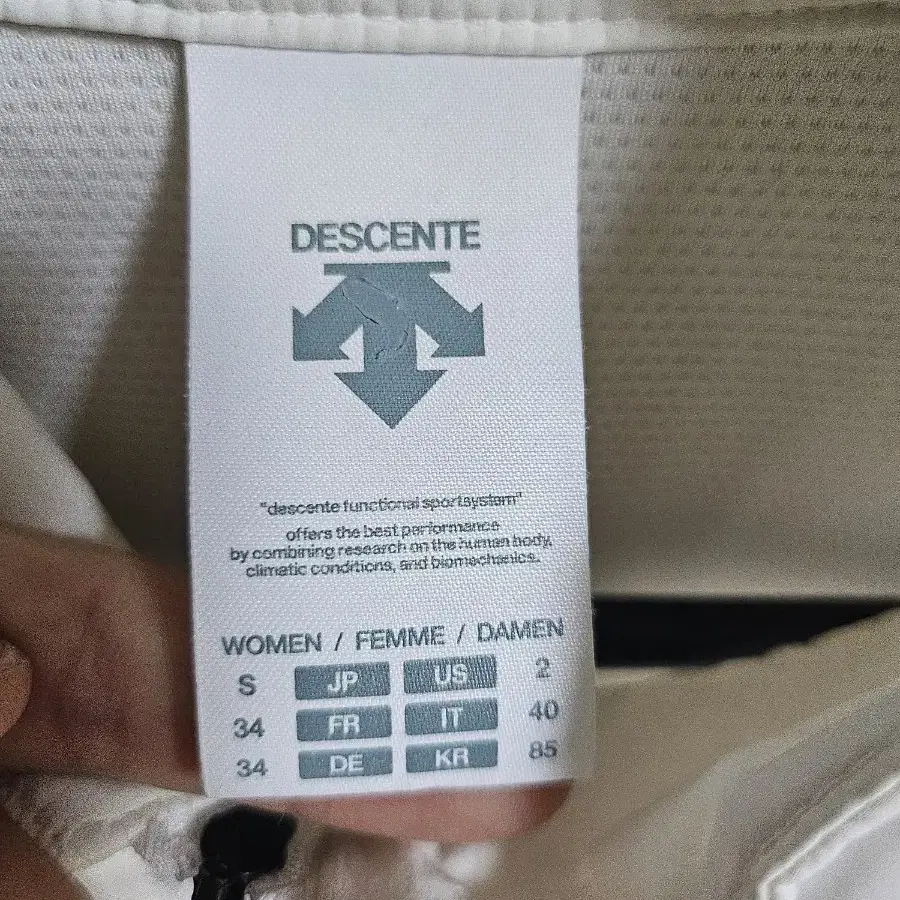 DESCENTE
"descente functional sportsystem"
offers the best performance
by combining research on the human body,
climatic conditions, and biomechanics.
WOMEN / FEMME / DAMEN
S JP US 2
34 FR IT 40
34 DE KR 85